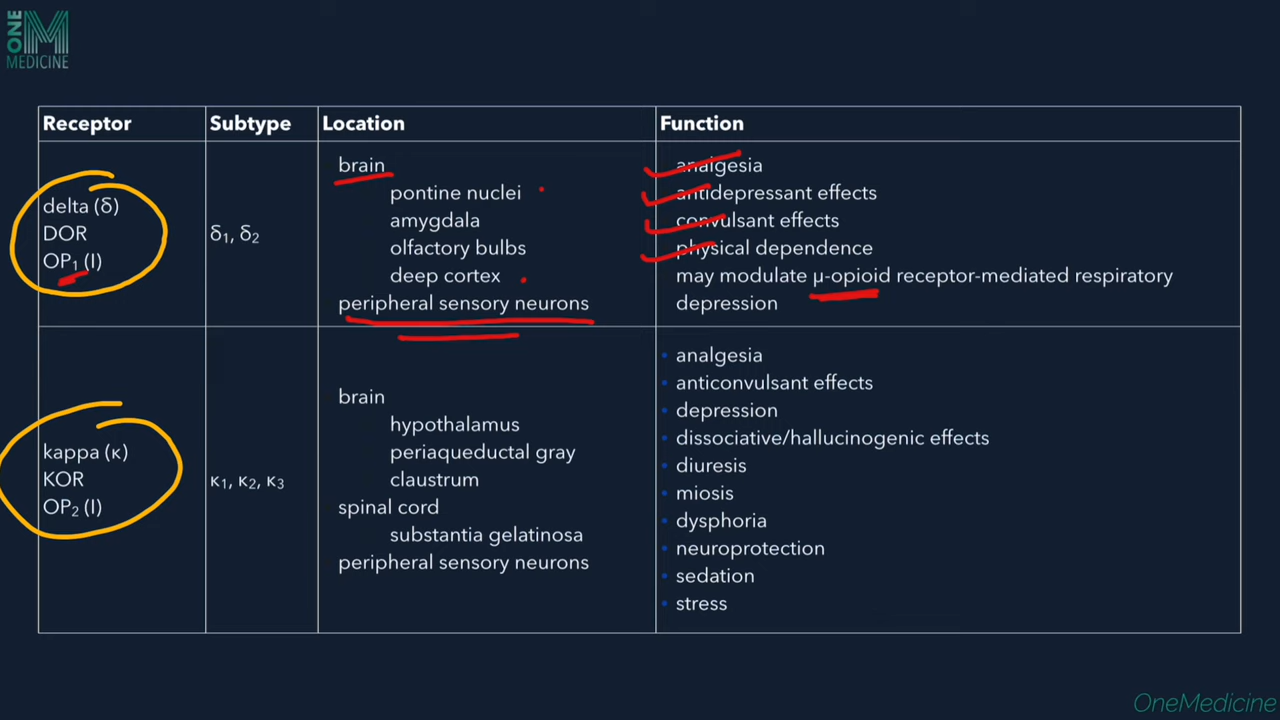 ONE
M
MEDICINE
Receptor Subtype Location Function
delta (δ)
DOR
OP₁ (I)
δ₁, δ₂
brain
pontine nuclei
amygdala
olfactory bulbs
deep cortex
peripheral sensory neurons
analgesia
antidepressant effects
convulsant effects
physical dependence
may modulate μ-opioid receptor-mediated respiratory
depression
kappa (κ)
KOR
OP₂ (I)
κ₁, κ₂, κ₃
brain
hypothalamus
periaqueductal gray
claustrum
spinal cord
substantia gelatinosa
peripheral sensory neurons
• analgesia
• anticonvulsant effects
• depression
• dissociative/hallucinogenic effects
• diuresis
• miosis
• dysphoria
• neuroprotection
• sedation
• stress
OneMedicine